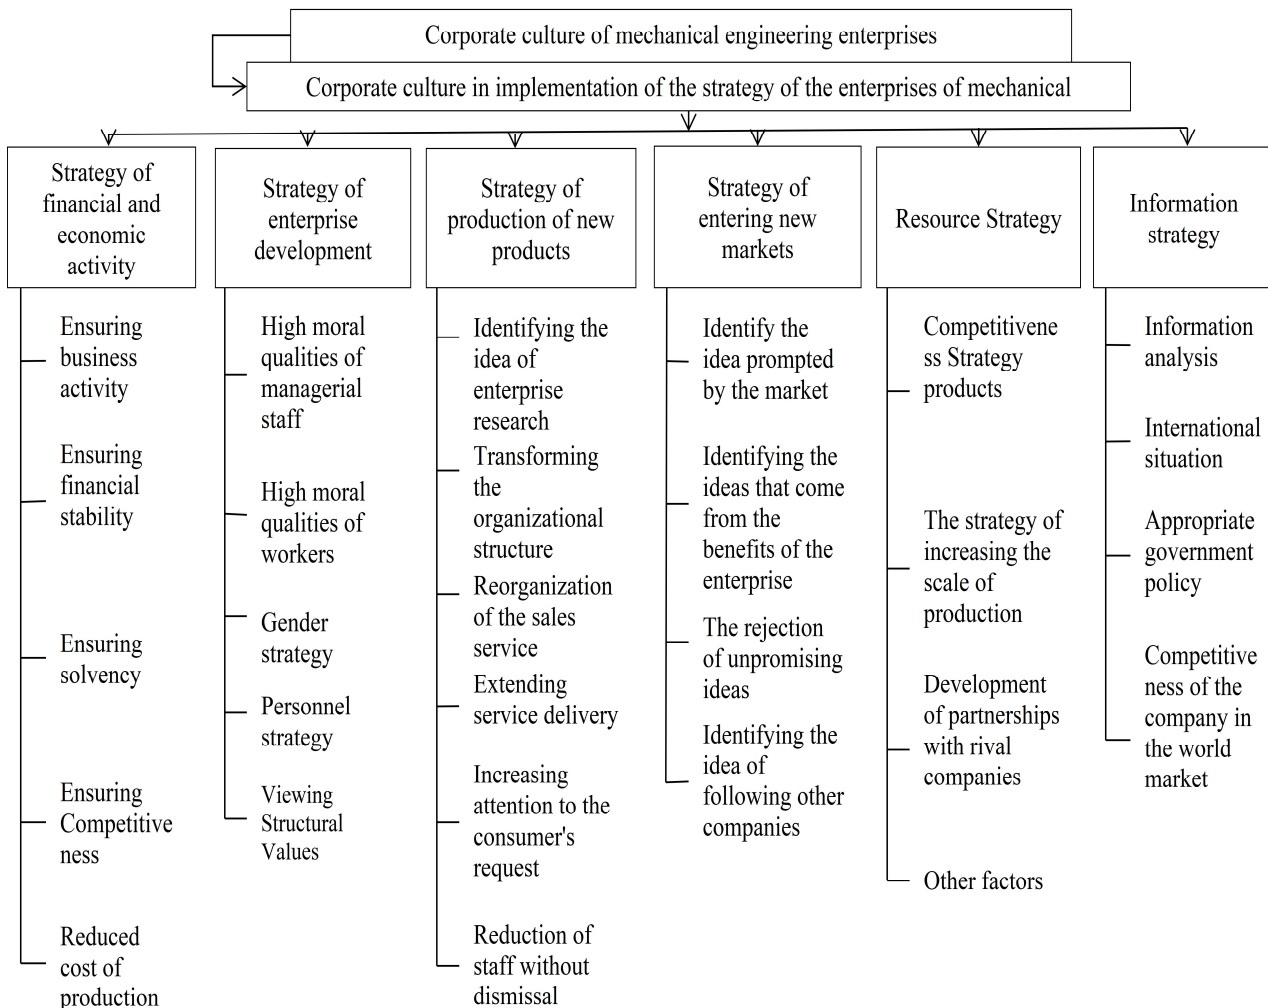 Corporate culture of mechanical engineering enterprises
Corporate culture in implementation of the strategy of the enterprises of mechanical
Strategy of
financial and
economic
activity
Ensuring
business
activity
Ensuring
financial
stability
Ensuring
solvency
Ensuring
Competitive
ness
Reduced
cost of
production
Strategy of
enterprise
development
High moral
qualities of
managerial
staff
High moral
qualities of
workers
Gender
strategy
Personnel
strategy
Viewing
Structural
Values
Strategy of
production of new
products
Identifying the
idea of
enterprise
research
Transforming
the
organizational
structure
Reorganization
of the sales
service
Extending
service delivery
Increasing
attention to the
consumer's
request
Reduction of
staff without
dismissal
Strategy of
entering new
markets
Identify the
idea prompted
by the market
Identifying the
ideas that come
from the
benefits of the
enterprise
The rejection
of unpromising
ideas
Identifying the
idea of
following other
companies
Resource Strategy
Competitivene
ss Strategy
products
The strategy of
increasing the
scale of
production
Development
of partnerships
with rival
companies
Other factors
Information
strategy
Information
analysis
International
situation
Appropriate
government
policy
Competitive
ness of the
company in
the world
market